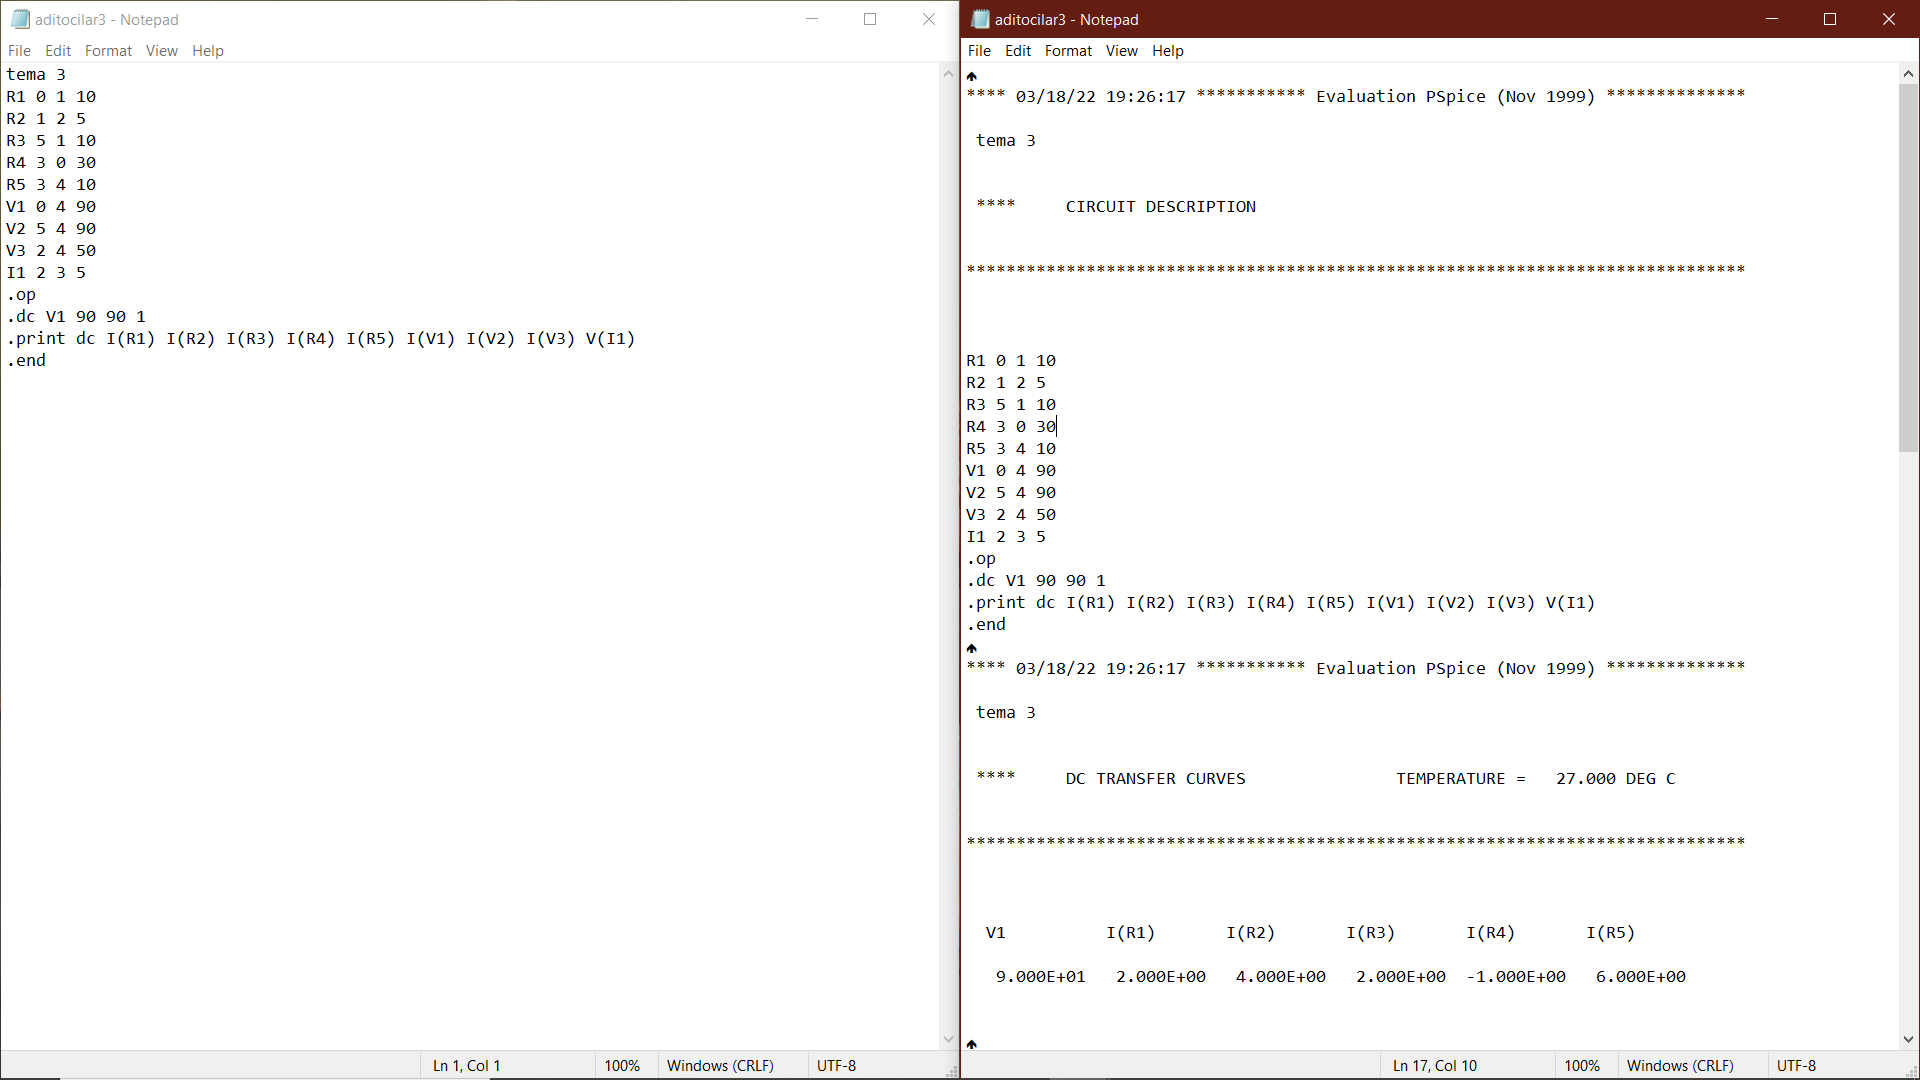 aditocilar3 - Notepad
File Edit Format View Help
tema 3
R1 0 1 10
R2 1 2 5
R3 5 1 10
R4 3 0 30
R5 3 4 10
V1 0 4 90
V2 5 4 90
V3 2 4 50
I1 2 3 5
.op
.dc V1 90 90 1
.print dc I(R1) I(R2) I(R3) I(R4) I(R5) I(V1) I(V2) I(V3) V(I1)
.end
Ln 1, Col 1 100% Windows (CRLF) UTF-8
aditocilar3 - Notepad
File Edit Format View Help
**** 03/18/22 19:26:17 *********** Evaluation PSpice (Nov 1999) **************
tema 3
**** CIRCUIT DESCRIPTION
******************************************************************************
R1 0 1 10
R2 1 2 5
R3 5 1 10
R4 3 0 30
R5 3 4 10
V1 0 4 90
V2 5 4 90
V3 2 4 50
I1 2 3 5
.op
.dc V1 90 90 1
.print dc I(R1) I(R2) I(R3) I(R4) I(R5) I(V1) I(V2) I(V3) V(I1)
.end
**** 03/18/22 19:26:17 *********** Evaluation PSpice (Nov 1999) **************
tema 3
**** DC TRANSFER CURVES TEMPERATURE = 27.000 DEG C
******************************************************************************
V1 I(R1) I(R2) I(R3) I(R4) I(R5)
9.000E+01 2.000E+00 4.000E+00 2.000E+00 -1.000E+00 6.000E+00
Ln 17, Col 10 100% Windows (CRLF) UTF-8